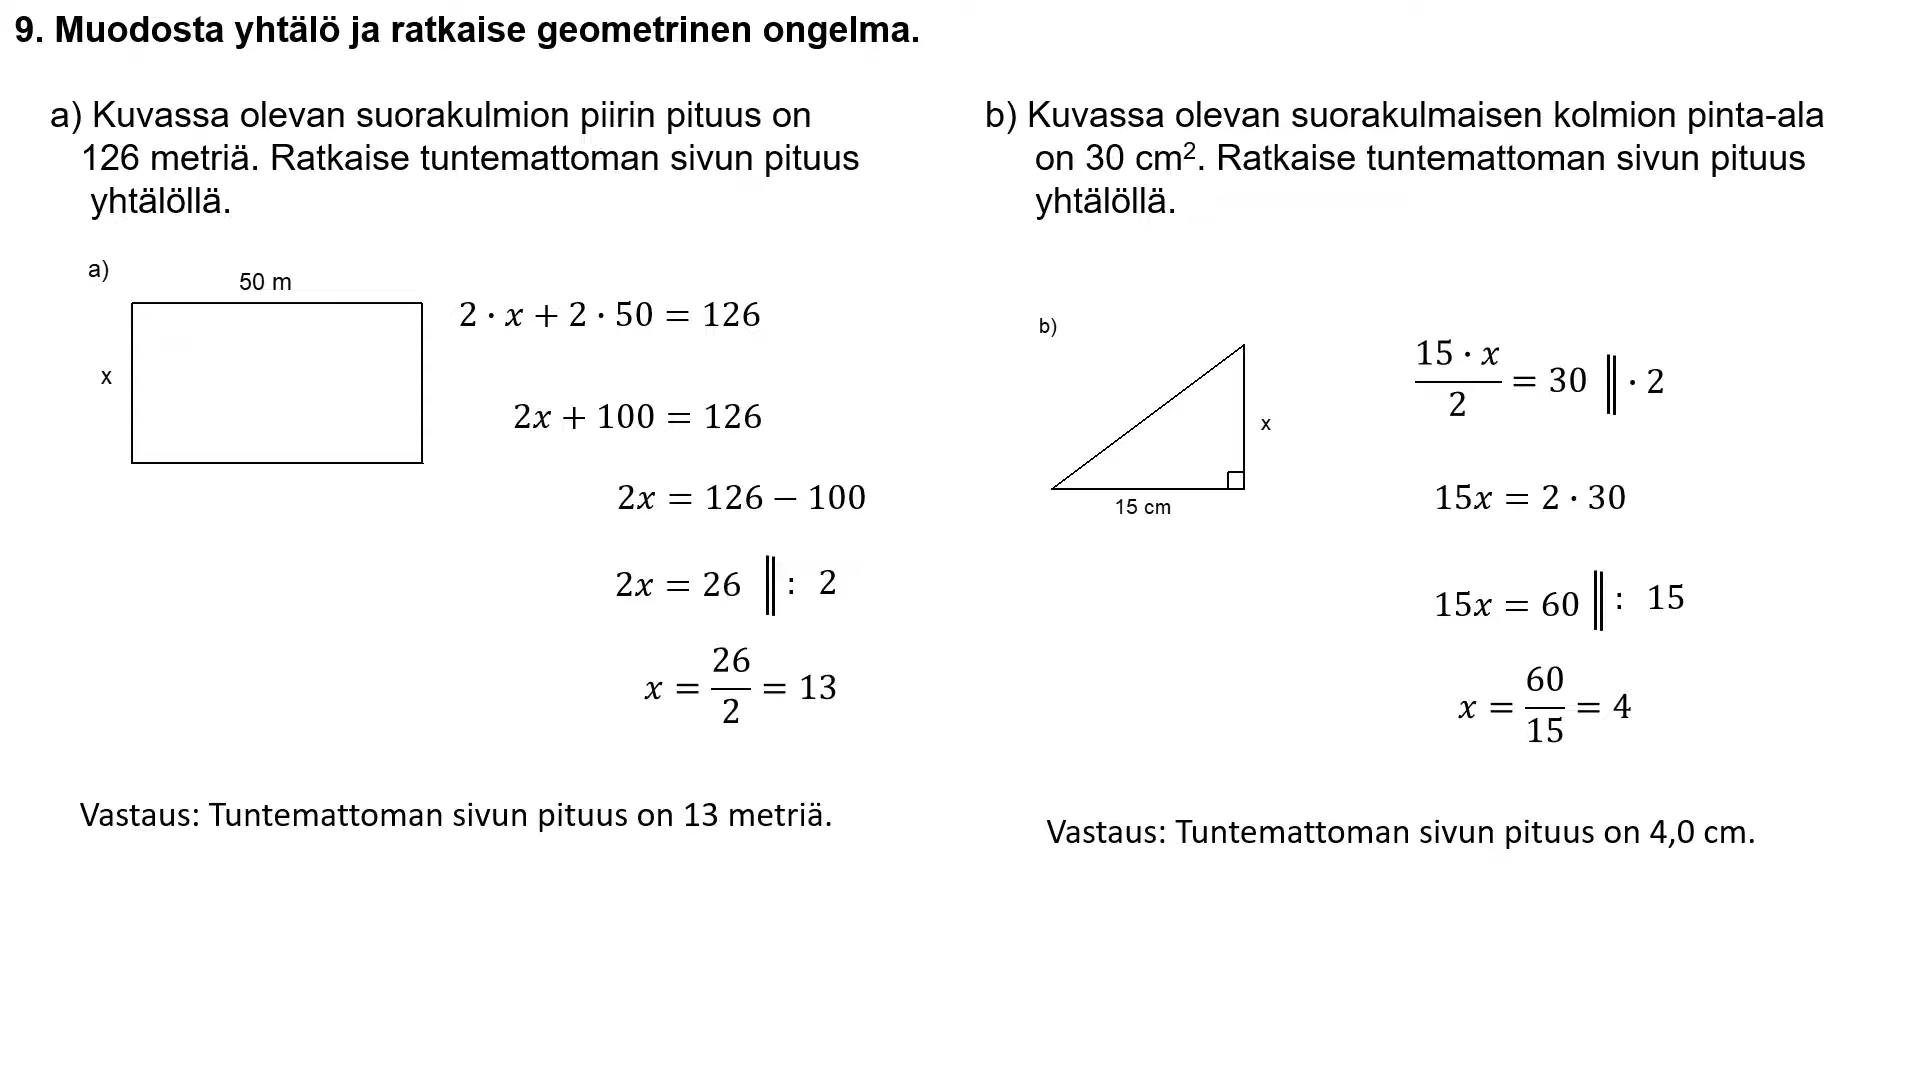 9. Muodosta yhtälö ja ratkaise geometrinen ongelma.
a) Kuvassa olevan suorakulmion piirin pituus on
126 metriä. Ratkaise tuntemattoman sivun pituus
yhtälöllä.
a)
50 m
x
2 · x + 2 · 50 = 126
2x + 100 = 126
2x = 126 − 100
2x = 26 ‖ : 2
x = 26/2 = 13
Vastaus: Tuntemattoman sivun pituus on 13 metriä.
b) Kuvassa olevan suorakulmaisen kolmion pinta-ala
on 30 cm². Ratkaise tuntemattoman sivun pituus
yhtälöllä.
b)
x
15 cm
15 · x/2 = 30 ‖ · 2
15x = 2 · 30
15x = 60 ‖ : 15
x = 60/15 = 4
Vastaus: Tuntemattoman sivun pituus on 4,0 cm.